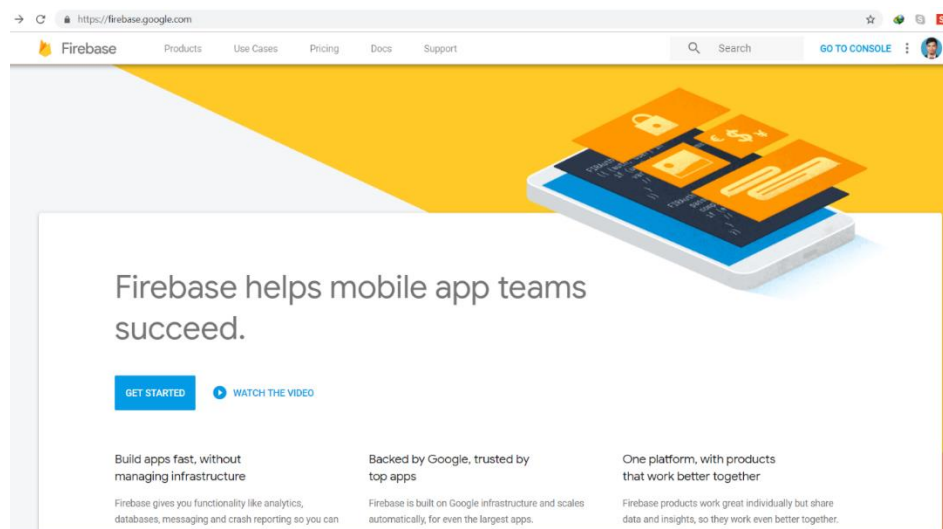 https://firebase.google.com
Firebase Products Use Cases Pricing Docs Support Search GO TO CONSOLE
Firebase helps mobile app teams
succeed.
GET STARTED WATCH THE VIDEO
Build apps fast, without
managing infrastructure
Firebase gives you functionality like analytics,
databases, messaging and crash reporting so you can
Backed by Google, trusted by
top apps
Firebase is built on Google infrastructure and scales
automatically, for even the largest apps.
One platform, with products
that work better together
Firebase products work great individually but share
data and insights, so they work even better together.